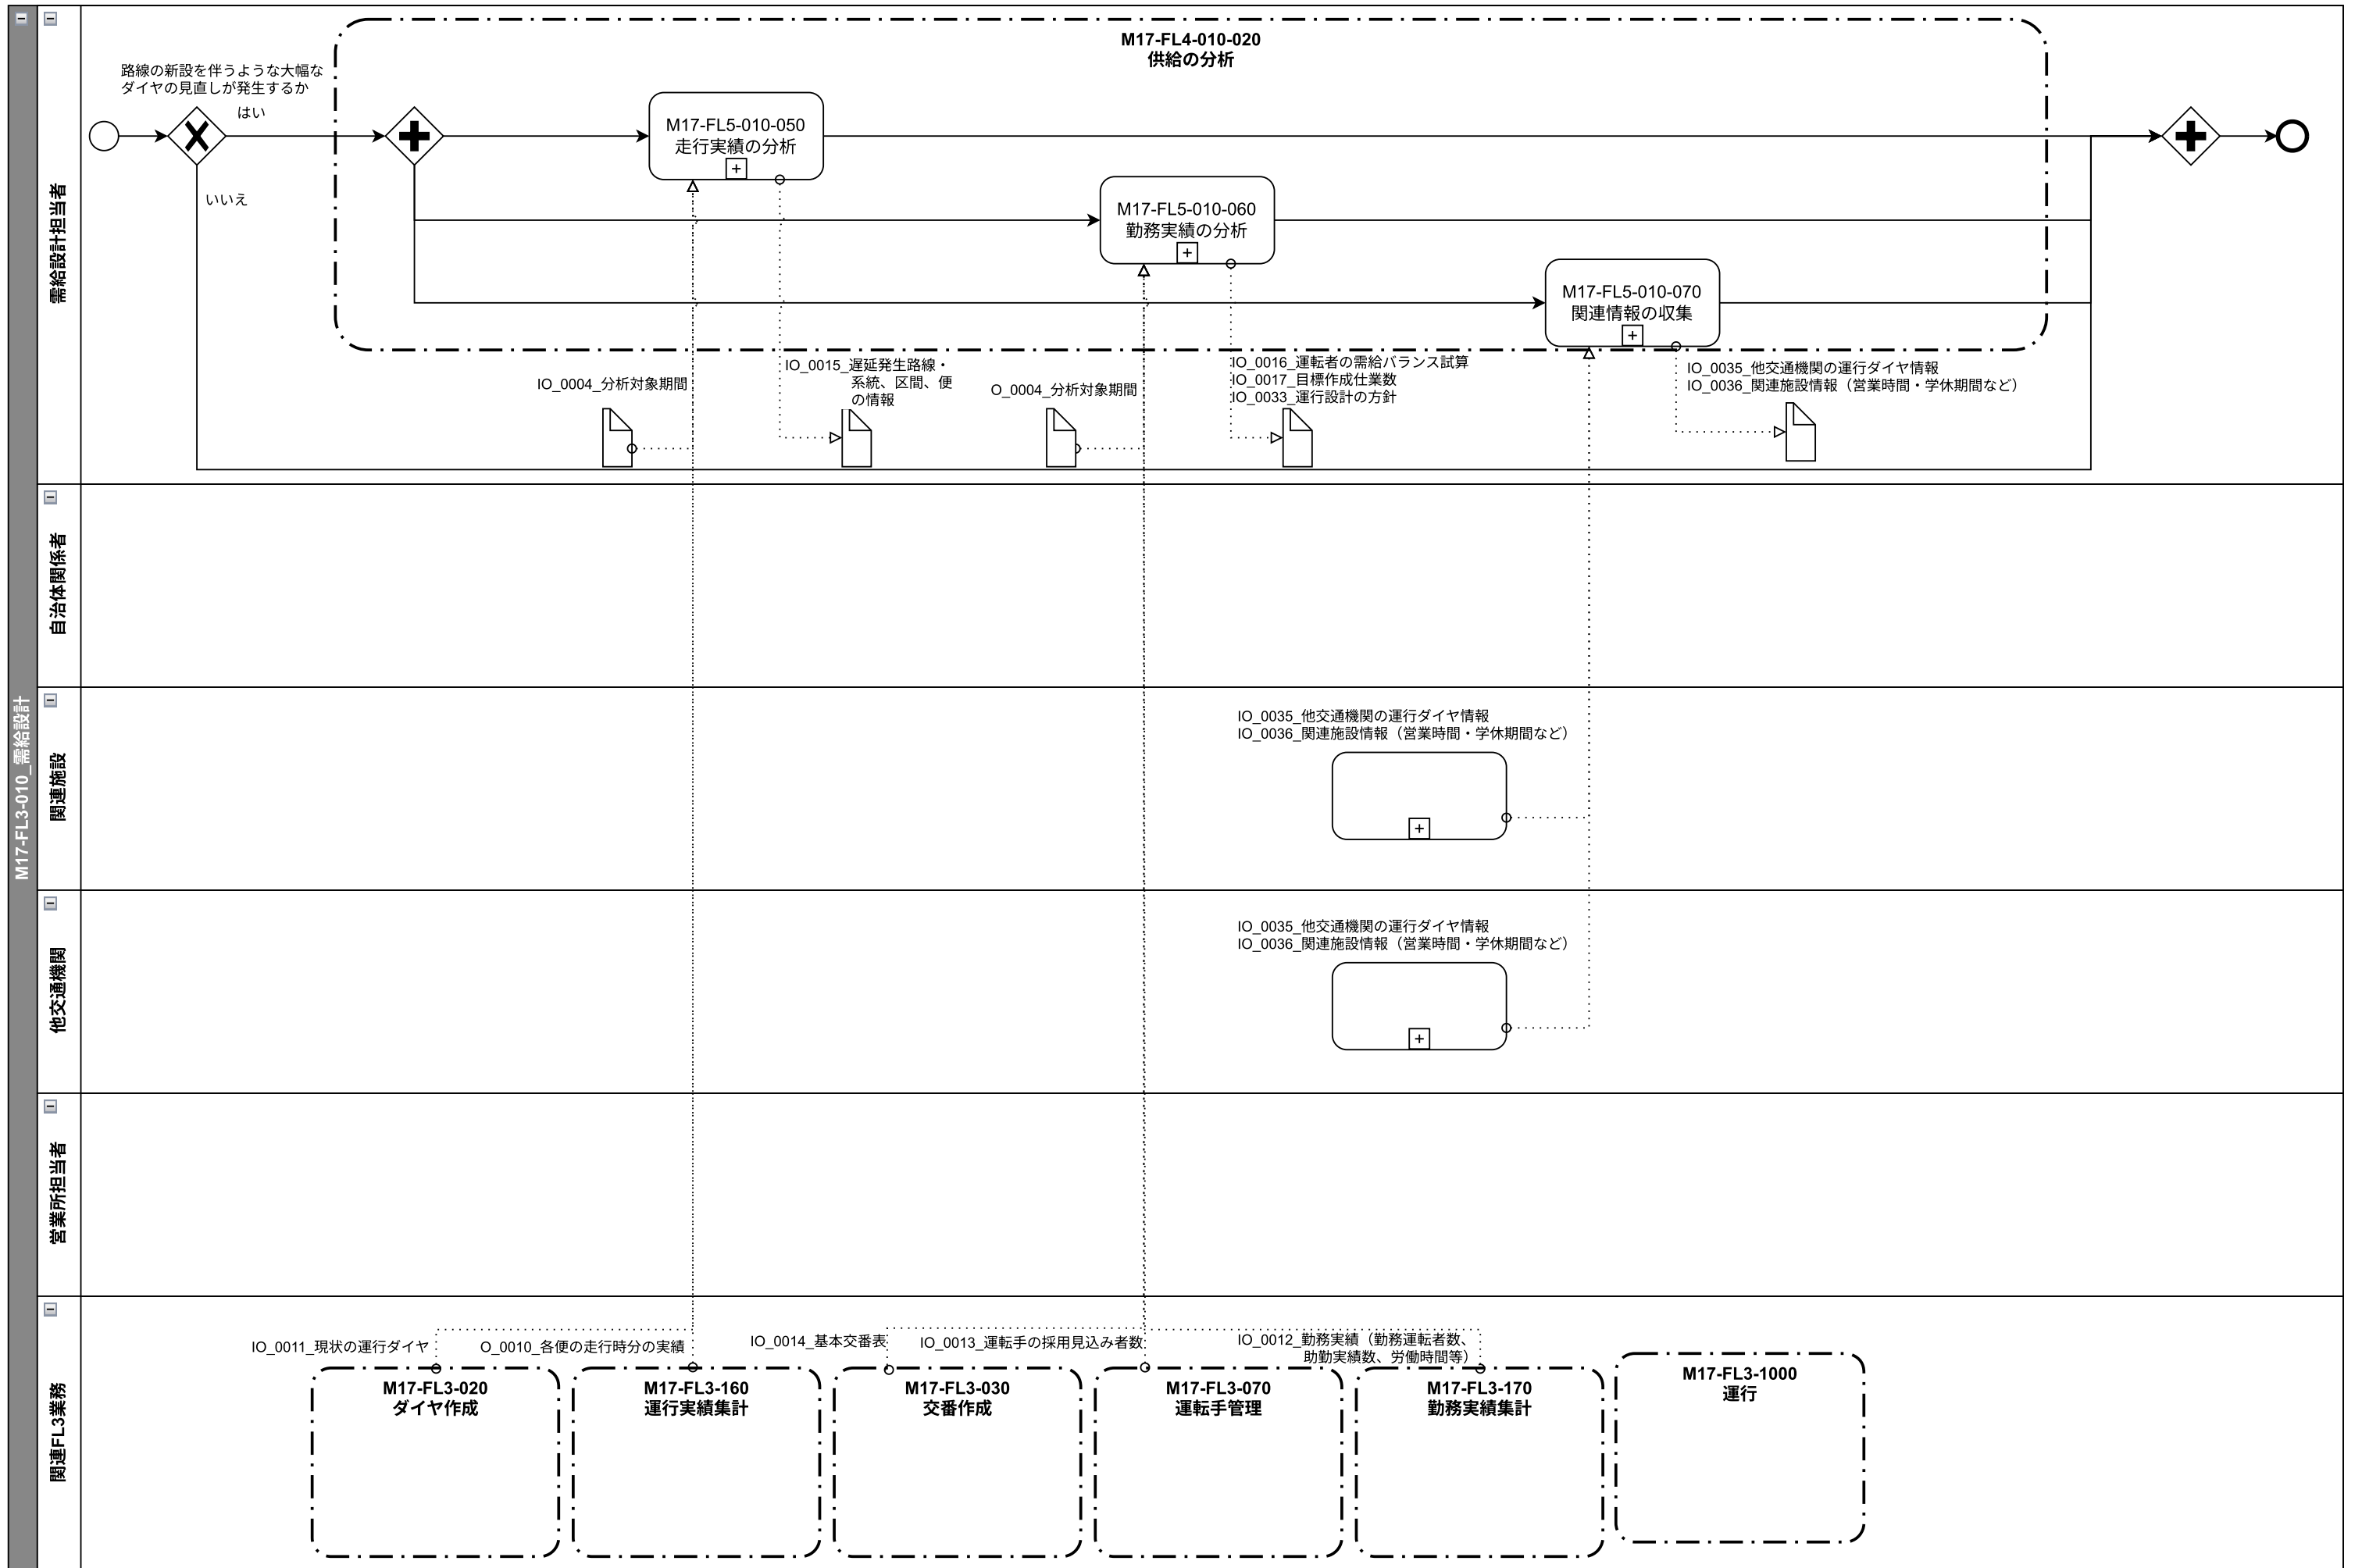 M17-FL3-010_需給設計
需給設計担当者
M17-FL4-010-020
供給の分析
路線の新設を伴うような大幅な
ダイヤの見直しが発生するか
はい
いいえ
M17-FL5-010-050
走行実績の分析
M17-FL5-010-060
勤務実績の分析
M17-FL5-010-070
関連情報の収集
IO_0004_分析対象期間
IO_0015_遅延発生路線・
系統、区間、便
の情報
O_0004_分析対象期間
IO_0016_運転者の需給バランス試算
IO_0017_目標作成仕業数
IO_0033_運行設計の方針
IO_0035_他交通機関の運行ダイヤ情報
IO_0036_関連施設情報（営業時間・学休期間など）
自治体関係者
関連施設
IO_0035_他交通機関の運行ダイヤ情報
IO_0036_関連施設情報（営業時間・学休期間など）
他交通機関
IO_0035_他交通機関の運行ダイヤ情報
IO_0036_関連施設情報（営業時間・学休期間など）
営業所担当者
関連FL3業務
IO_0011_現状の運行ダイヤ
O_0010_各便の走行時分の実績
IO_0014_基本交番表
IO_0013_運転手の採用見込み者数
IO_0012_勤務実績（勤務運転者数、
助勤実績数、労働時間等）
M17-FL3-020
ダイヤ作成
M17-FL3-160
運行実績集計
M17-FL3-030
交番作成
M17-FL3-070
運転手管理
M17-FL3-170
勤務実績集計
M17-FL3-1000
運行